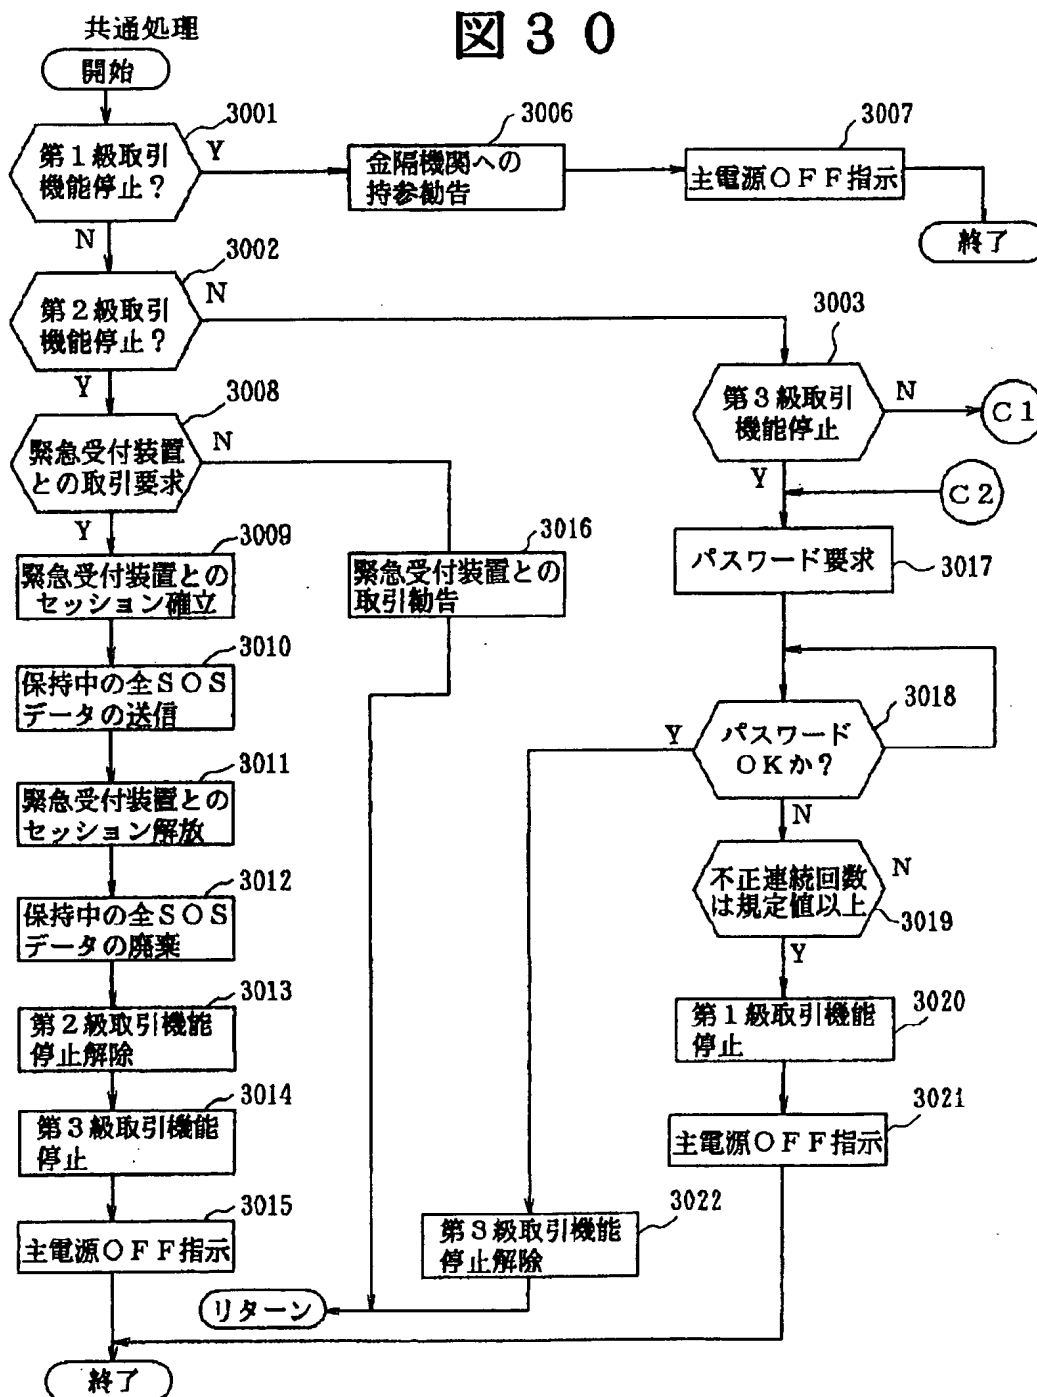 図３０
共通処理
開始
3001
第１級取引
機能停止？
Y
N
3006
金隔機関への
持参勧告
3007
主電源ＯＦＦ指示
終了
3002
第２級取引
機能停止？
N
Y
3003
第３級取引
機能停止
N
Ｃ１
Y
Ｃ２
3008
緊急受付装置
との取引要求
N
Y
3009
緊急受付装置との
セッション確立
3016
緊急受付装置との
取引勧告
パスワード要求
3017
3010
保持中の全ＳＯＳ
データの送信
3018
パスワード
ＯＫか？
Y
N
3011
緊急受付装置との
セッション解放
不正連続回数
は規定値以上
N
3019
Y
3012
保持中の全ＳＯＳ
データの廃棄
3013
第２級取引機能
停止解除
第１級取引機能
停止
3020
3014
第３級取引機能
停止
3021
主電源ＯＦＦ指示
3015
主電源ＯＦＦ指示
第３級取引機能
停止解除
3022
リターン
終了